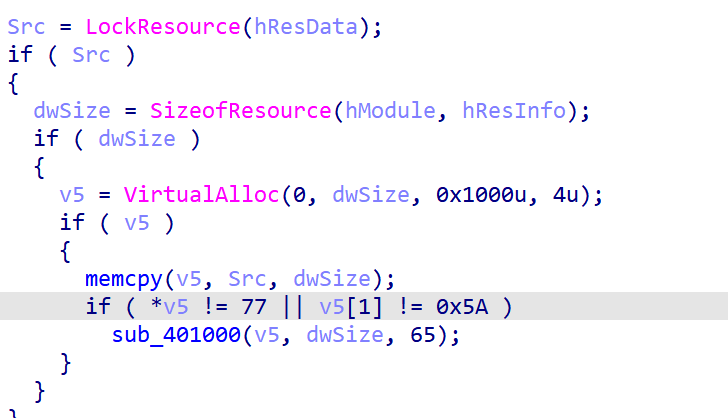 Src = LockResource(hResData);
if ( Src )
{
dwSize = SizeofResource(hModule, hResInfo);
if ( dwSize )
{
v5 = VirtualAlloc(0, dwSize, 0x1000u, 4u);
if ( v5 )
{
memcpy(v5, Src, dwSize);
if ( *v5 != 77 || v5[1] != 0x5A )
sub_401000(v5, dwSize, 65);
}
}
}